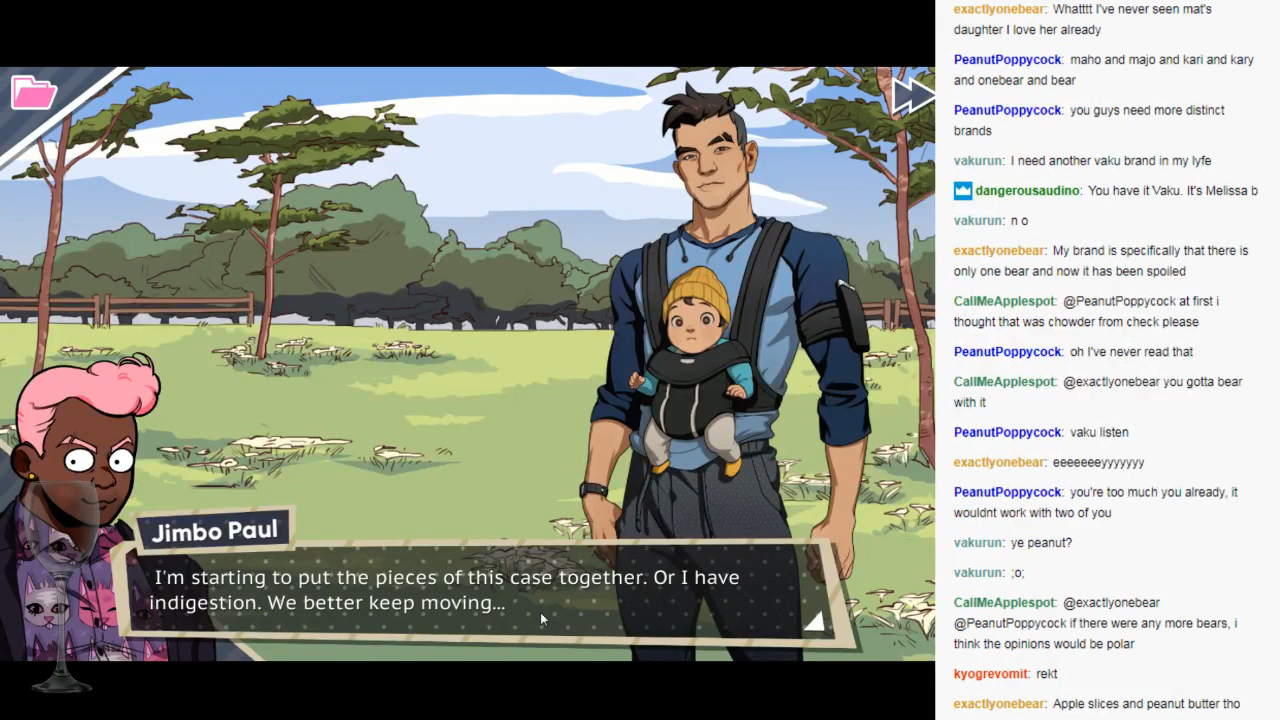 Jimbo Paul
I'm starting to put the pieces of this case together. Or I have
indigestion. We better keep moving...
exactlyonebear: Whatttt I've never seen mat's
daughter I love her already
PeanutPoppycock: maho and majo and kari and kary
and onebear and bear
PeanutPoppycock: you guys need more distinct
brands
vakurun: I need another vaku brand in my lyfe
dangerousaudino: You have it Vaku. It's Melissa b
vakurun: n o
exactlyonebear: My brand is specifically that there is
only one bear and now it has been spoiled
CallMeApplespot: @PeanutPoppycock at first i
thought that was chowder from check please
PeanutPoppycock: oh I've never read that
CallMeApplespot: @exactlyonebear you gotta bear
with it
PeanutPoppycock: vaku listen
exactlyonebear: eeeeeeeyyyyyyy
PeanutPoppycock: you're too much you already, it
wouldnt work with two of you
vakurun: ye peanut?
vakurun: ;o;
CallMeApplespot: @exactlyonebear
@PeanutPoppycock if there were any more bears, i
think the opinions would be polar
kyogrevomit: rekt
exactlyonebear: Apple slices and peanut butter tho